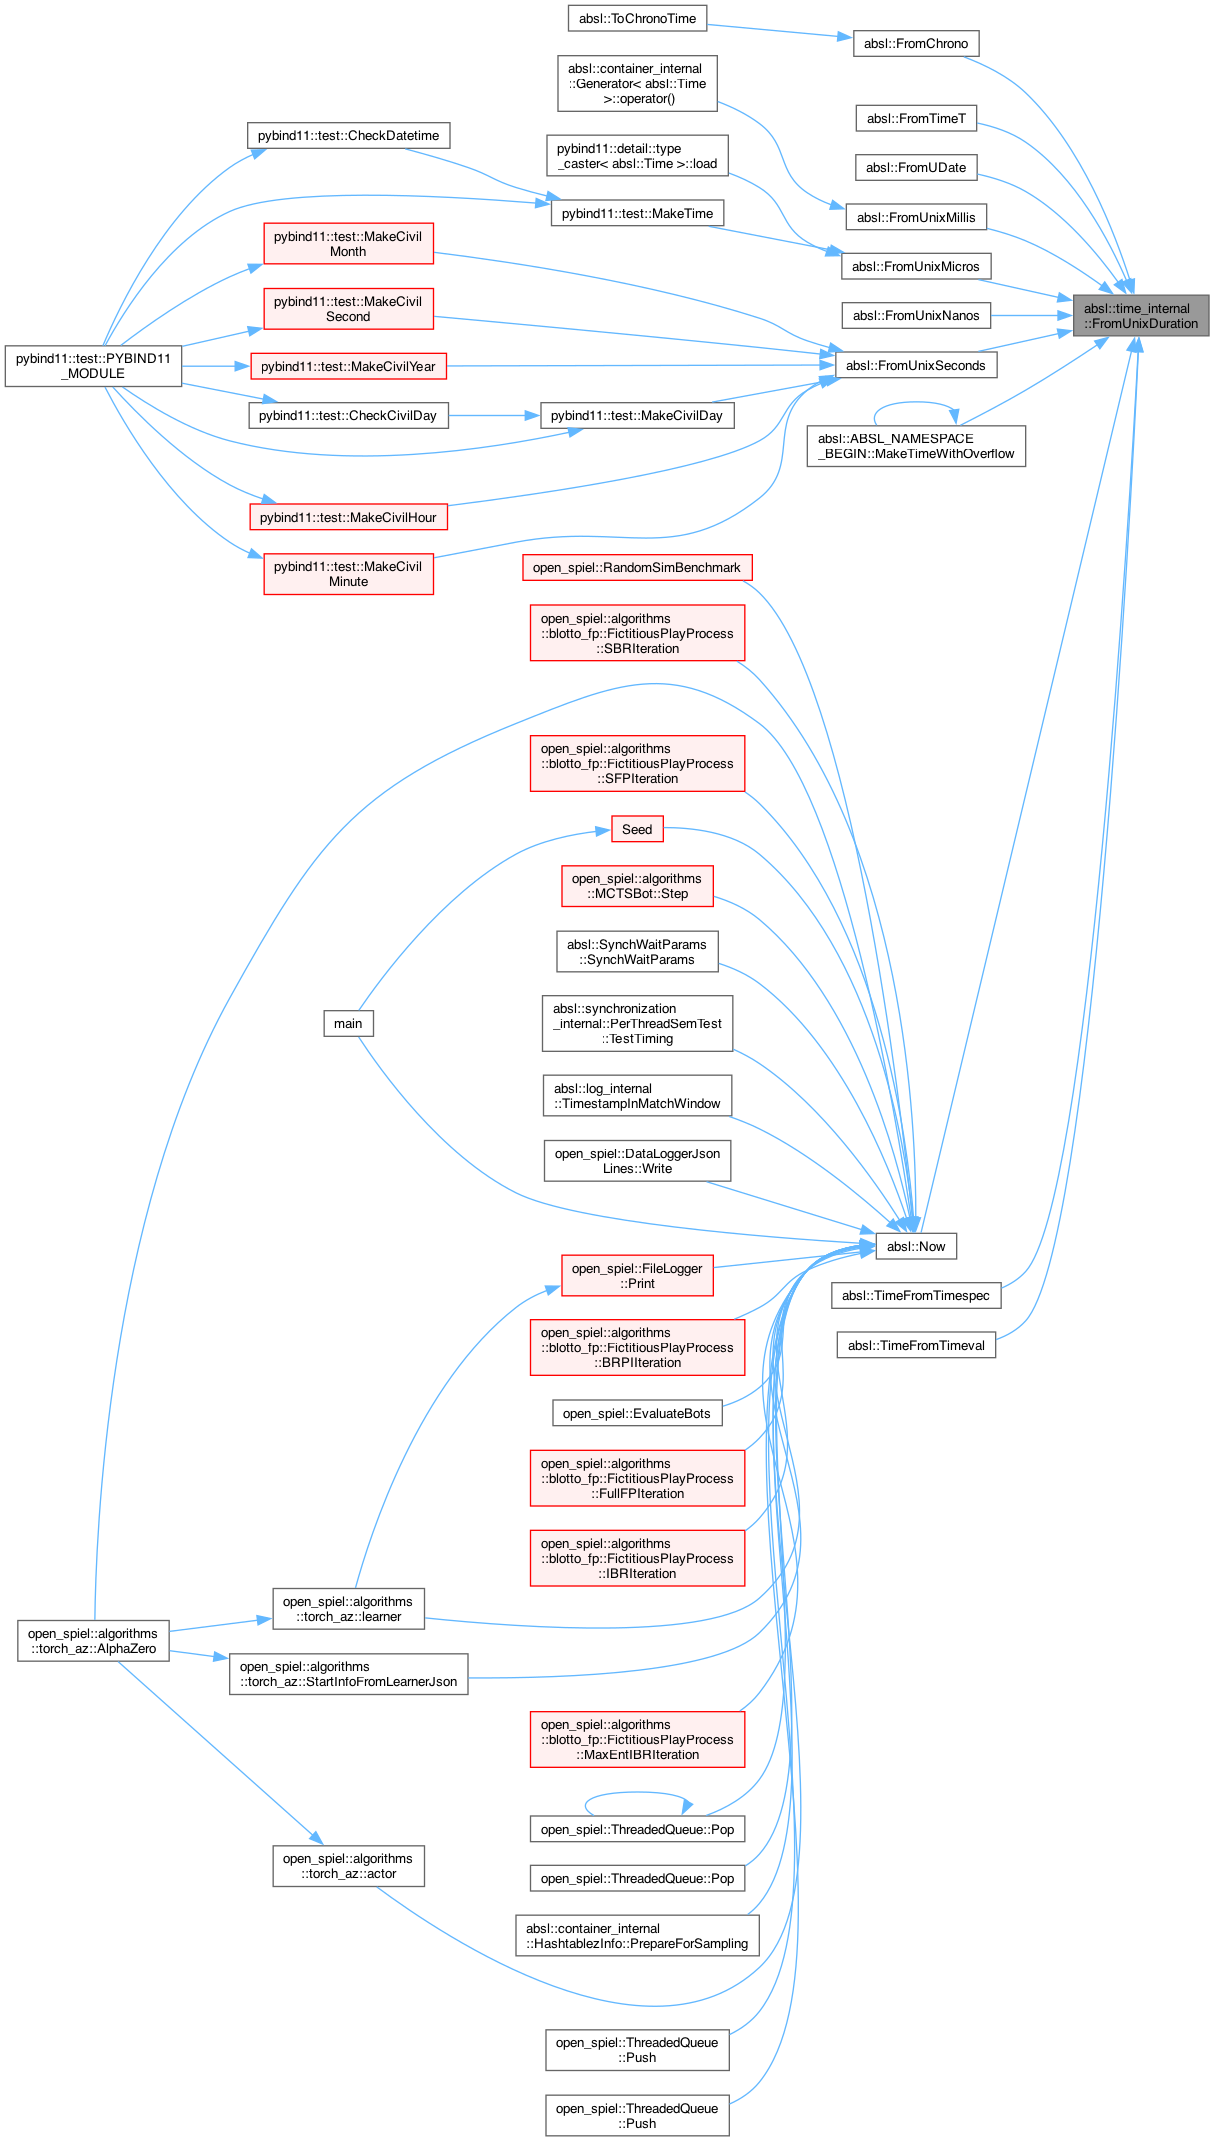 absl::ToChronoTime
absl::FromChrono
absl::container_internal
::Generator< absl::Time
>::operator()
absl::FromTimeT
pybind11::test::CheckDatetime
pybind11::detail::type
_caster< absl::Time >::load
absl::FromUDate
pybind11::test::MakeTime
absl::FromUnixMillis
pybind11::test::MakeCivil
Month
absl::FromUnixMicros
pybind11::test::MakeCivil
Second
absl::FromUnixNanos
absl::time_internal
::FromUnixDuration
pybind11::test::PYBIND11
_MODULE
pybind11::test::MakeCivilYear
absl::FromUnixSeconds
pybind11::test::CheckCivilDay
pybind11::test::MakeCivilDay
absl::ABSL_NAMESPACE
_BEGIN::MakeTimeWithOverflow
pybind11::test::MakeCivilHour
pybind11::test::MakeCivil
Minute
open_spiel::RandomSimBenchmark
open_spiel::algorithms
::blotto_fp::FictitiousPlayProcess
::SBRIteration
open_spiel::algorithms
::blotto_fp::FictitiousPlayProcess
::SFPIteration
Seed
open_spiel::algorithms
::MCTSBot::Step
absl::SynchWaitParams
::SynchWaitParams
main
absl::synchronization
_internal::PerThreadSemTest
::TestTiming
absl::log_internal
::TimestampInMatchWindow
open_spiel::DataLoggerJson
Lines::Write
absl::Now
open_spiel::FileLogger
::Print
absl::TimeFromTimespec
open_spiel::algorithms
::blotto_fp::FictitiousPlayProcess
::BRPIIteration
absl::TimeFromTimeval
open_spiel::EvaluateBots
open_spiel::algorithms
::blotto_fp::FictitiousPlayProcess
::FullFPIteration
open_spiel::algorithms
::blotto_fp::FictitiousPlayProcess
::IBRIteration
open_spiel::algorithms
::torch_az::learner
open_spiel::algorithms
::torch_az::AlphaZero
open_spiel::algorithms
::torch_az::StartInfoFromLearnerJson
open_spiel::algorithms
::blotto_fp::FictitiousPlayProcess
::MaxEntIBRIteration
open_spiel::ThreadedQueue::Pop
open_spiel::algorithms
::torch_az::actor
open_spiel::ThreadedQueue::Pop
absl::container_internal
::HashtablezInfo::PrepareForSampling
open_spiel::ThreadedQueue
::Push
open_spiel::ThreadedQueue
::Push